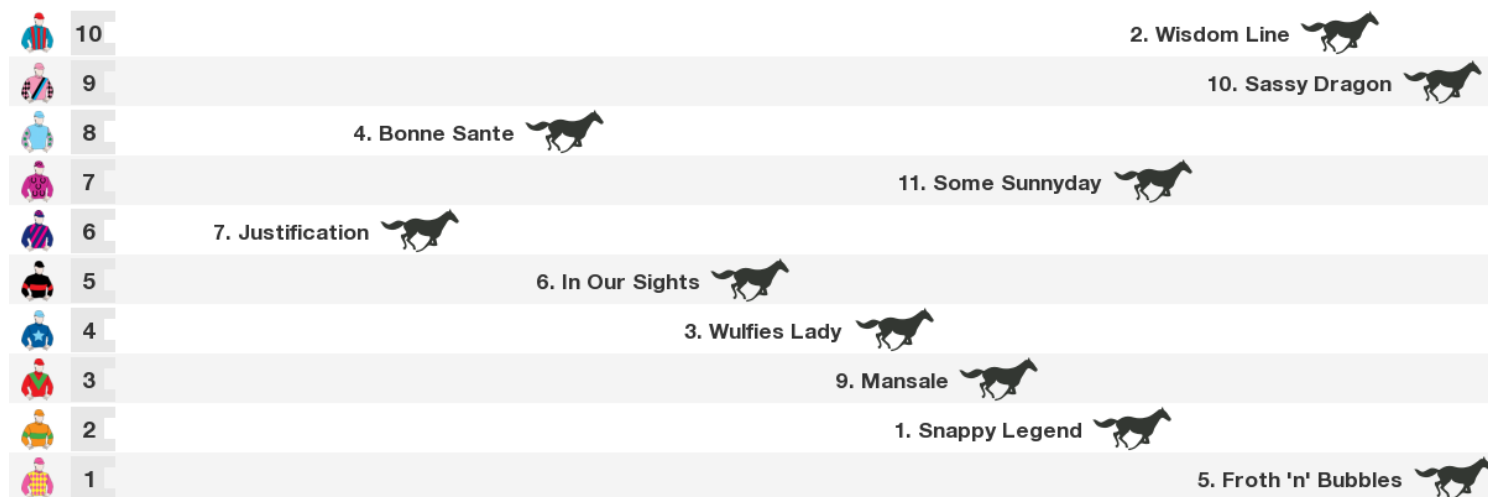 10 2. Wisdom Line
9 10. Sassy Dragon
8 4. Bonne Sante
7 11. Some Sunnyday
6 7. Justification
5 6. In Our Sights
4 3. Wulfies Lady
3 9. Mansale
2 1. Snappy Legend
1 5. Froth 'n' Bubbles